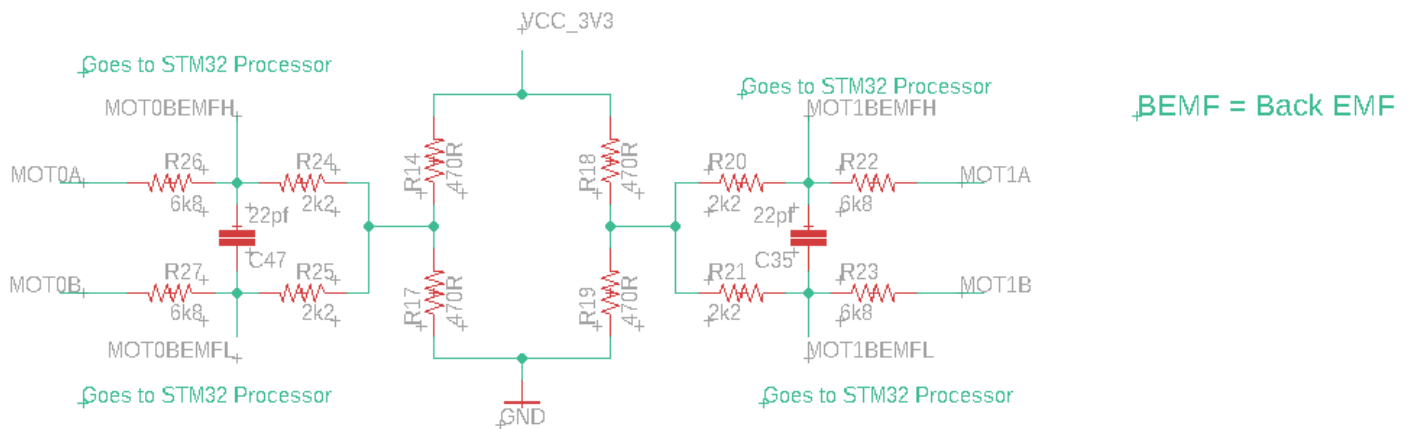 VCC_3V3
Goes to STM32 Processor
Goes to STM32 Processor
MOT0BEMFH
MOT1BEMFH
BEMF = Back EMF
R26
R24
R14
470R
R18
470R
R20
R22
MOT0A
MOT1A
6k8
2k2
2k2
6k8
22pf
22pf
C47
C35
R27
R25
R17
470R
R19
470R
R21
R23
MOT0B
MOT1B
6k8
2k2
2k2
6k8
MOT0BEMFL
MOT1BEMFL
Goes to STM32 Processor
Goes to STM32 Processor
GND